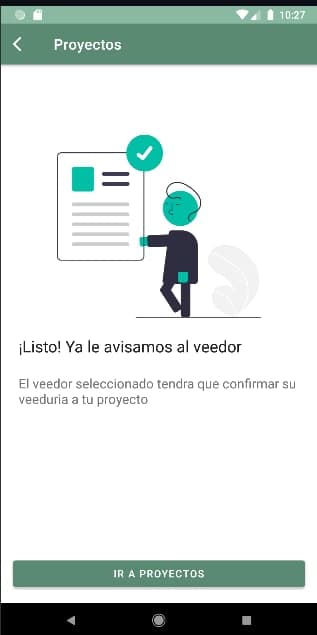 10:27
Proyectos
¡Listo! Ya le avisamos al veedor
El veedor seleccionado tendra que confirmar su
veeduria a tu proyecto
IR A PROYECTOS